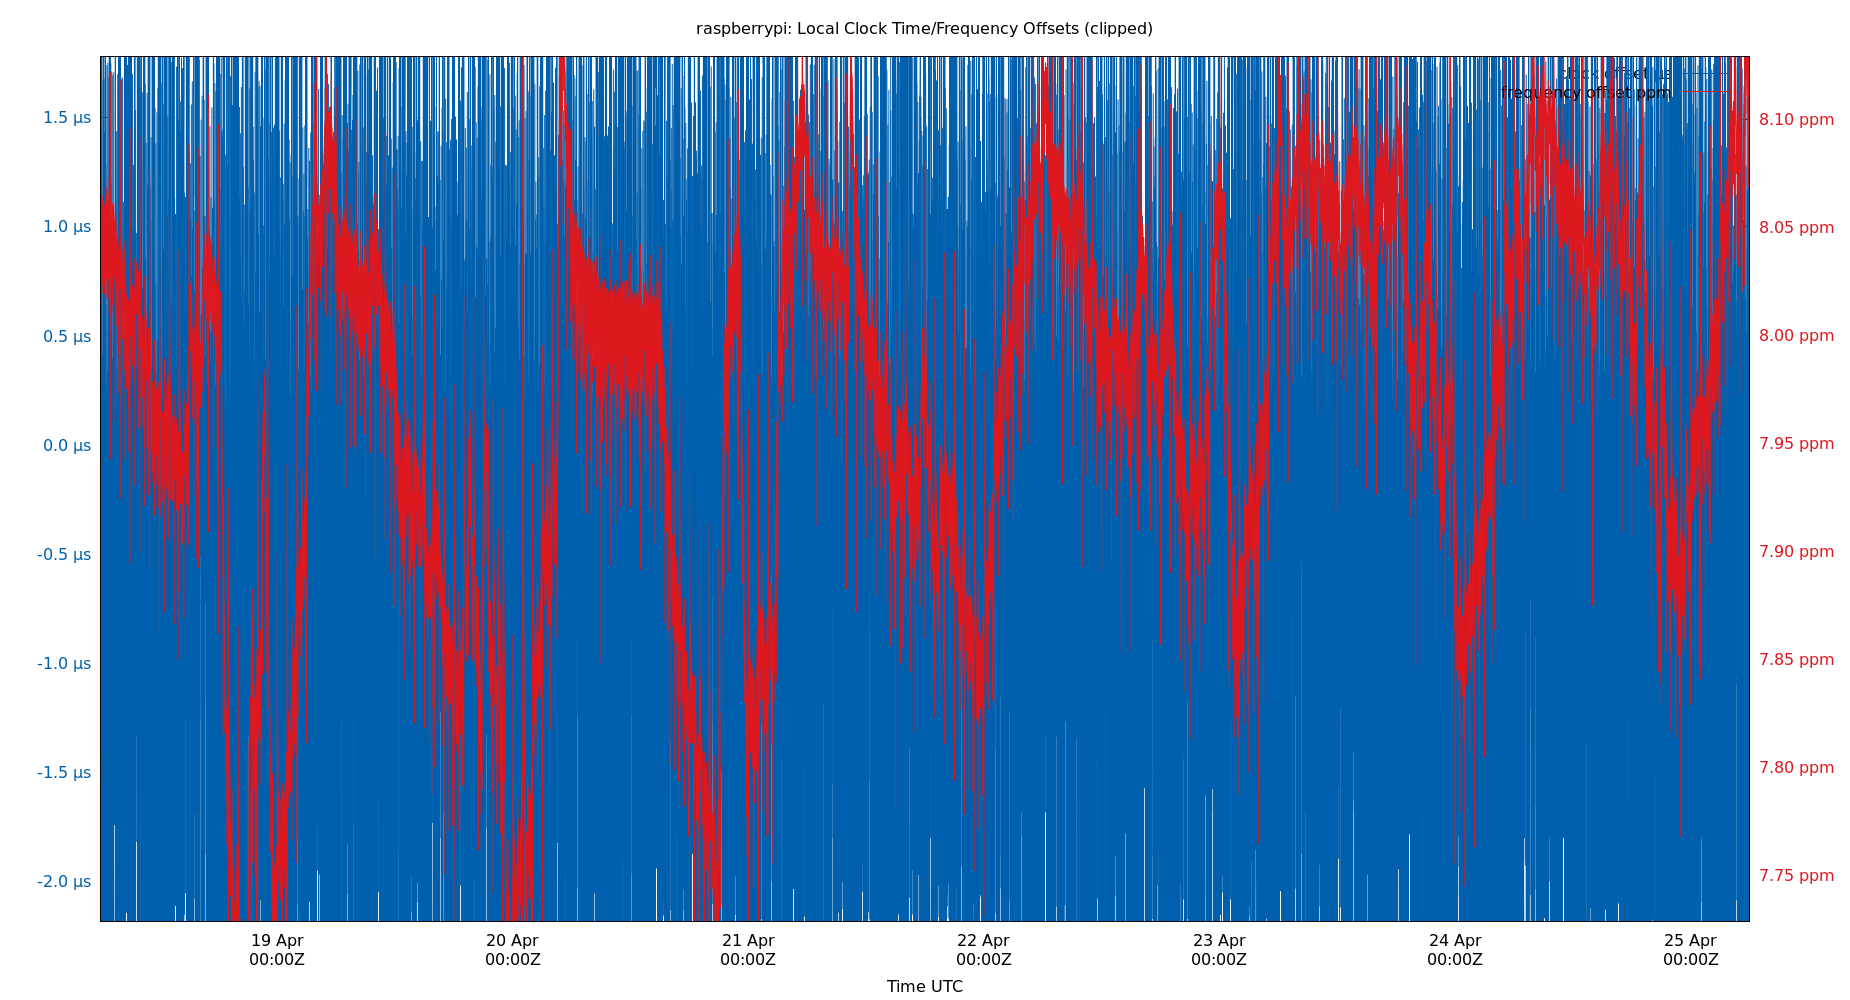 raspberrypi: Local Clock Time/Frequency Offsets (clipped)
clock offset µs
frequency offset ppm
1.5 µs
1.0 µs
0.5 µs
0.0 µs
-0.5 µs
-1.0 µs
-1.5 µs
-2.0 µs
8.10 ppm
8.05 ppm
8.00 ppm
7.95 ppm
7.90 ppm
7.85 ppm
7.80 ppm
7.75 ppm
19 Apr 20 Apr 21 Apr 22 Apr 23 Apr 24 Apr 25 Apr
00:00Z 00:00Z 00:00Z 00:00Z 00:00Z 00:00Z 00:00Z
Time UTC